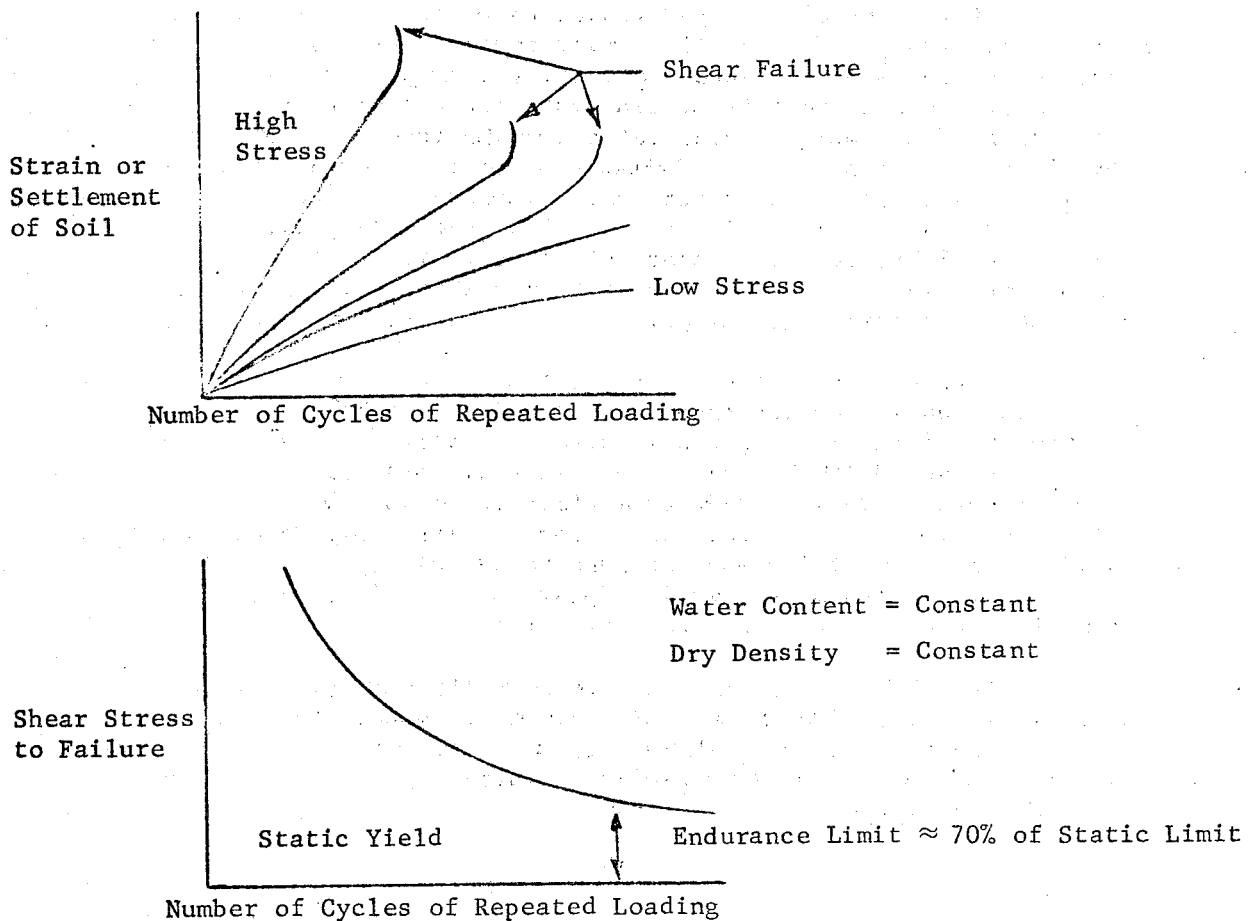 Shear Failure
High
Stress
Strain or
Settlement
of Soil
Low Stress
Number of Cycles of Repeated Loading
Water Content = Constant
Dry Density = Constant
Shear Stress
to Failure
Static Yield
Endurance Limit ≈ 70% of Static Limit
Number of Cycles of Repeated Loading